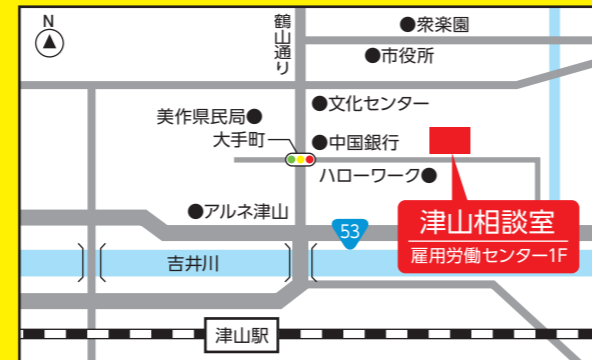 N
鶴山通り
●衆楽園
●市役所
●文化センター
美作県民局●
大手町
●中国銀行
ハローワーク●
●アルネ津山
53
津山相談室
雇用労働センター1F
吉井川
津山駅